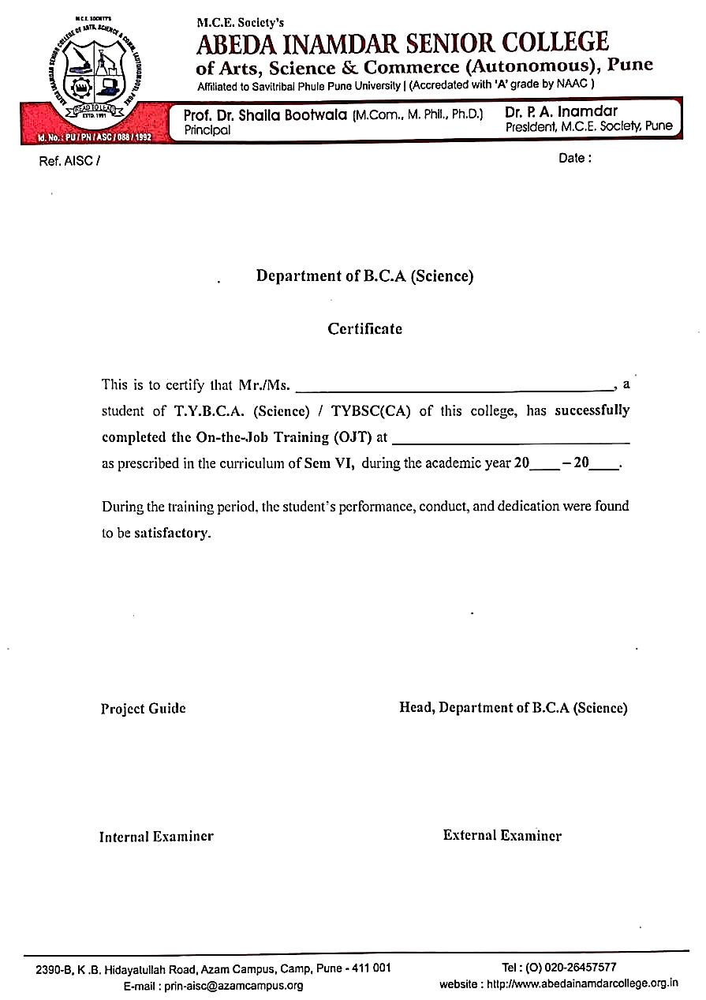 M.C.E. SOCIETY'S
ABEDA INAMDAR SENIOR COLLEGE OF ARTS, SCIENCE & COMM. (AUTONOMOUS), PUNE
READ TO LEAD
ESTD. 1991
M.C.E. Society's
ABEDA INAMDAR SENIOR COLLEGE
of Arts, Science & Commerce (Autonomous), Pune
Affiliated to Savitribai Phule Pune University | (Accredated with 'A' grade by NAAC )
Id. No. : PU / PN / ASC / 088 / 1992
Prof. Dr. Shaila Bootwala (M.Com., M. Phil., Ph.D.) Dr. P. A. Inamdar
Principal President, M.C.E. Society, Pune
Ref. AISC / Date :
Department of B.C.A (Science)
Certificate
This is to certify that Mr./Ms. ________________, a
student of T.Y.B.C.A. (Science) / TYBSC(CA) of this college, has successfully
completed the On-the-Job Training (OJT) at ________________
as prescribed in the curriculum of Sem VI, during the academic year 20____ – 20____.
During the training period, the student's performance, conduct, and dedication were found
to be satisfactory.
Project Guide Head, Department of B.C.A (Science)
Internal Examiner External Examiner
2390-B, K .B. Hidayatullah Road, Azam Campus, Camp, Pune - 411 001 Tel : (O) 020-26457577
E-mail : prin-aisc@azamcampus.org website : http://www.abedainamdarcollege.org.in